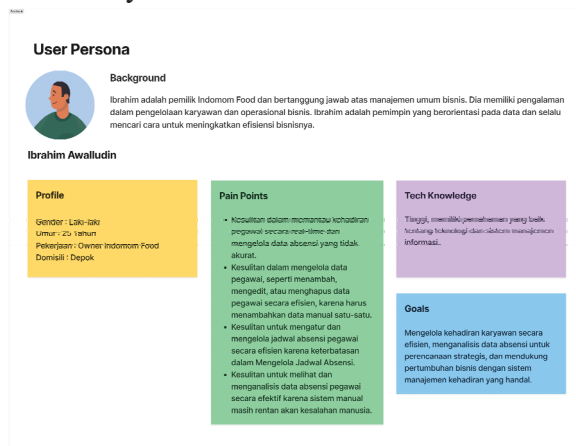 User Persona
Background
Ibrahim adalah pemilik Indomom Food dan bertanggung jawab atas manajemen umum bisnis. Dia memiliki pengalaman
dalam pengelolaan karyawan dan operasional bisnis. Ibrahim adalah pemimpin yang berorientasi pada data dan selalu
mencari cara untuk meningkatkan efisiensi bisnisnya.
Ibrahim Awalludin
Profile
Gender : Laki-laki
Umur : 25 Tahun
Pekerjaan : Owner Indomom Food
Domisili : Depok
Pain Points
• Kesulitan dalam memantau kehadiran
pegawai secara real-time dan
mengelola data absensi yang tidak
akurat.
• Kesulitan dalam mengelola data
pegawai, seperti menambah,
mengedit, atau menghapus data
pegawai secara efisien, karena harus
menambahkan data manual satu-satu.
• Kesulitan untuk mengatur dan
mengelola jadwal absensi pegawai
secara efisien karena keterbatasan
dalam Mengelola Jadwal Absensi.
• Kesulitan untuk melihat dan
menganalisis data absensi pegawai
secara efektif karena sistem manual
masih rentan akan kesalahan manusia.
Tech Knowledge
Tinggi, memiliki pemahaman yang baik
tentang teknologi dan sistem manajemen
informasi..
Goals
Mengelola kehadiran karyawan secara
efisien, menganalisis data absensi untuk
perencanaan strategis, dan mendukung
pertumbuhan bisnis dengan sistem
manajemen kehadiran yang handal.